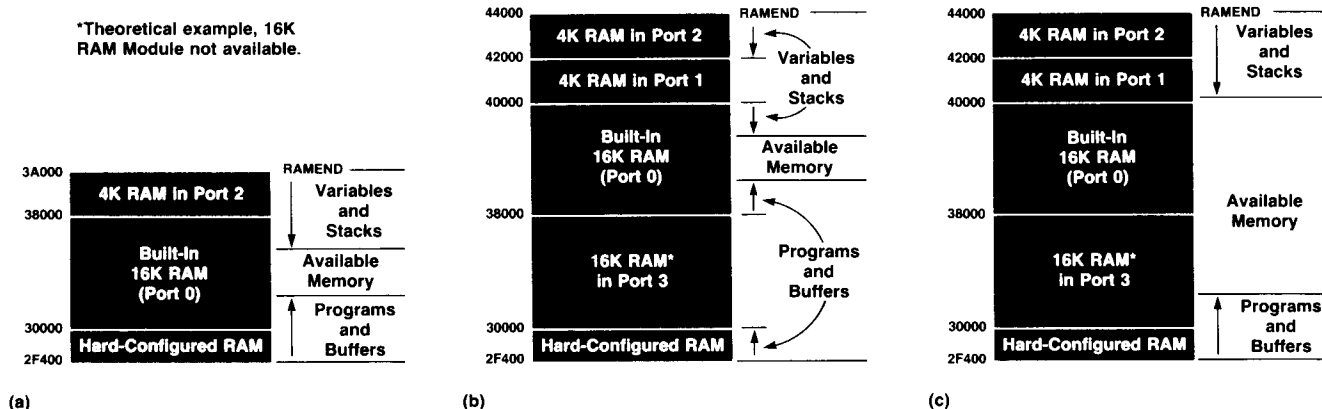 *Theoretical example, 16K
RAM Module not available.
3A000
4K RAM in Port 2
38000
Built-In
16K RAM
(Port 0)
30000
Hard-Configured RAM
2F400
RAMEND
Variables
and
Stacks
Available
Memory
Programs
and
Buffers
(a)
44000
4K RAM in Port 2
42000
4K RAM in Port 1
40000
Built-In
16K RAM
(Port 0)
38000
16K RAM*
in Port 3
30000
Hard-Configured RAM
2F400
RAMEND
Variables
and
Stacks
Available
Memory
Programs
and
Buffers
(b)
44000
4K RAM in Port 2
42000
4K RAM in Port 1
40000
Built-In
16K RAM
(Port 0)
38000
16K RAM*
in Port 3
30000
Hard-Configured RAM
2F400
RAMEND
Variables
and
Stacks
Available
Memory
Programs
and
Buffers
(c)